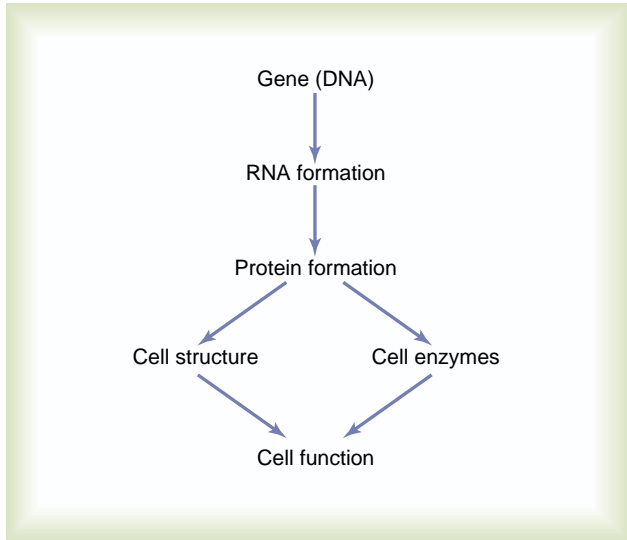 Gene (DNA)
RNA formation
Protein formation
Cell structure
Cell enzymes
Cell function